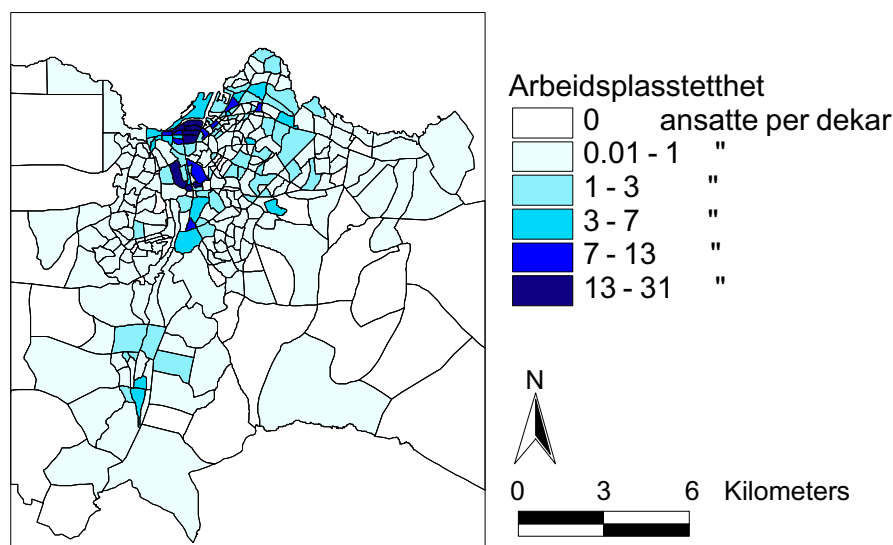 Arbeidsplasstetthet
0 ansatte per dekar
0.01 - 1 "
1 - 3 "
3 - 7 "
7 - 13 "
13 - 31 "
N
0 3 6 Kilometers